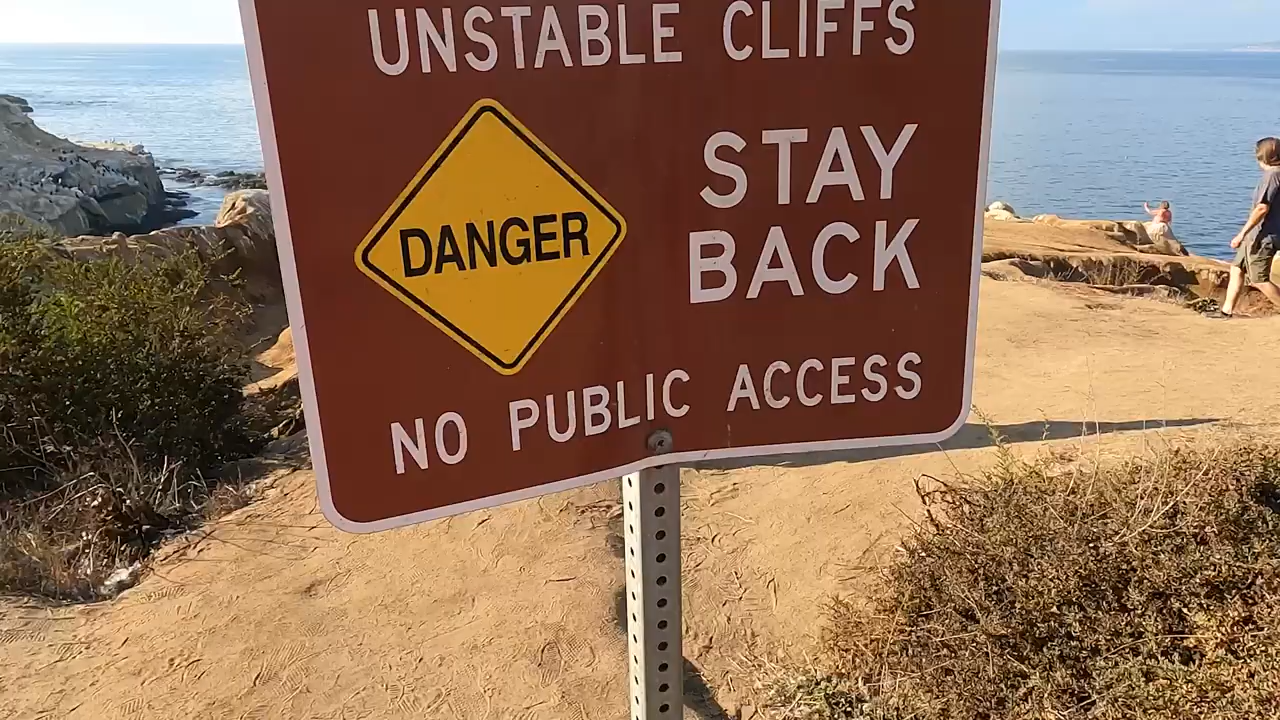 UNSTABLE CLIFFS
DANGER
STAY
BACK
NO PUBLIC ACCESS